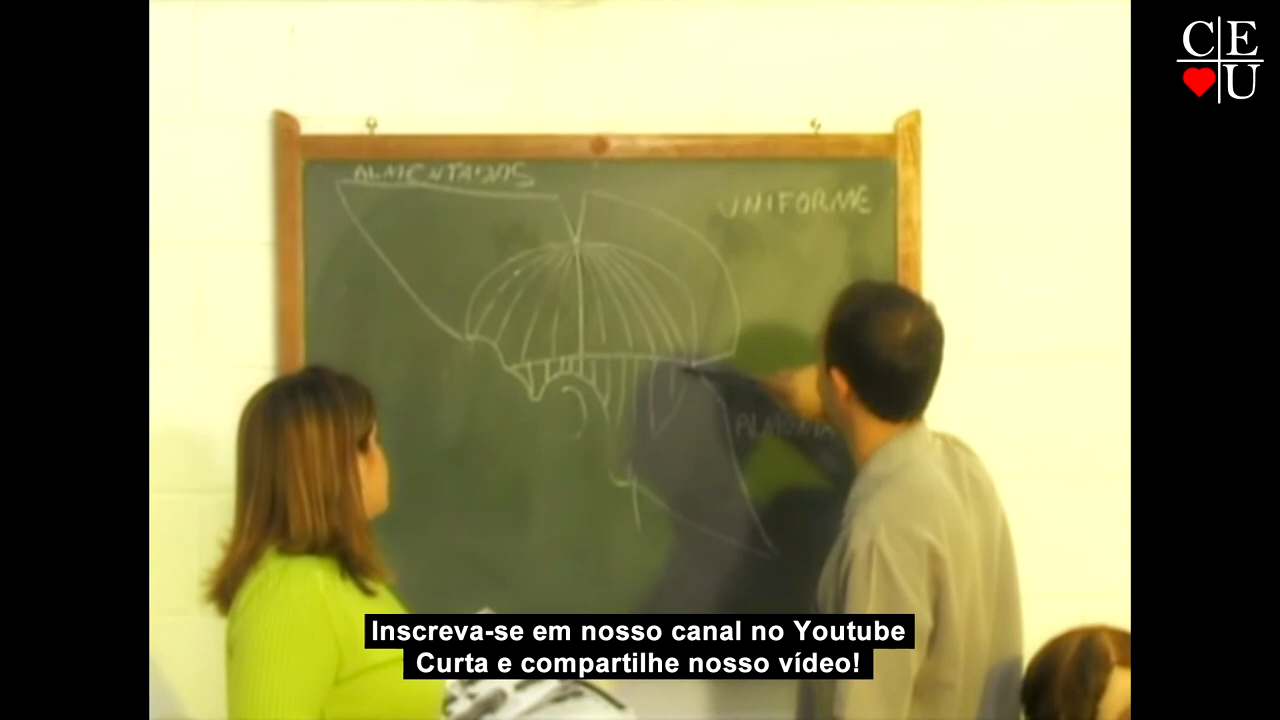 CE
U
ALMENTADOS
UNIFORME
Inscreva-se em nosso canal no Youtube
Curta e compartilhe nosso vídeo!